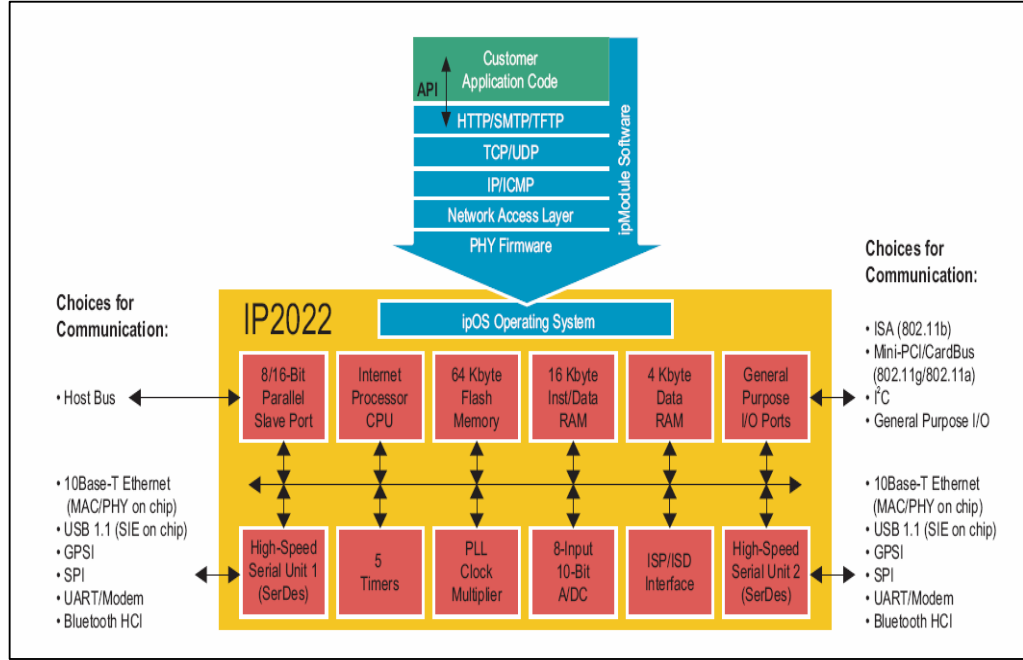 Customer
Application Code
API
HTTP/SMTP/TFTP
TCP/UDP
IP/ICMP
Network Access Layer
PHY Firmware
ipModule Software
Choices for
Communication:
• Host Bus
• 10Base-T Ethernet
(MAC/PHY on chip)
• USB 1.1 (SIE on chip)
• GPSI
• SPI
• UART/Modem
• Bluetooth HCI
IP2022
ipOS Operating System
8/16-Bit
Parallel
Slave Port
Internet
Processor
CPU
64 Kbyte
Flash
Memory
16 Kbyte
Inst/Data
RAM
4 Kbyte
Data
RAM
General
Purpose
I/O Ports
High-Speed
Serial Unit 1
(SerDes)
5
Timers
PLL
Clock
Multiplier
8-Input
10-Bit
A/DC
ISP/ISD
Interface
High-Speed
Serial Unit 2
(SerDes)
Choices for
Communication:
• ISA (802.11b)
• Mini-PCI/CardBus
(802.11g/802.11a)
• I²C
• General Purpose I/O
• 10Base-T Ethernet
(MAC/PHY on chip)
• USB 1.1 (SIE on chip)
• GPSI
• SPI
• UART/Modem
• Bluetooth HCI